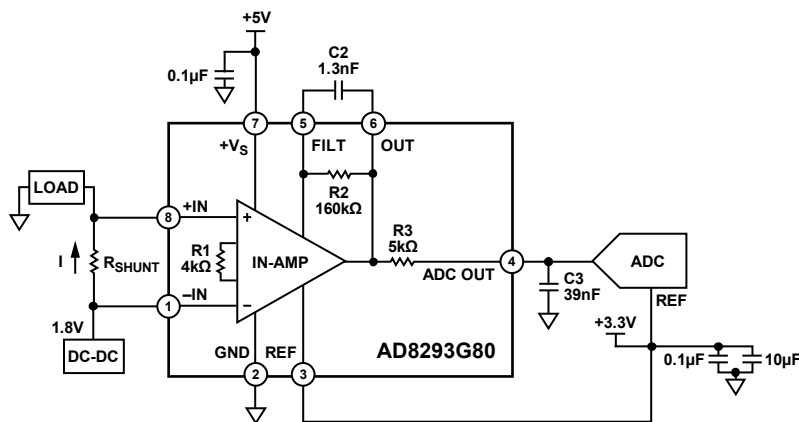 +5V
0.1µF
C2
1.3nF
7
5
6
+VS
FILT
OUT
LOAD
R2
160kΩ
8
+IN
+
R1
4kΩ
IN-AMP
R3
5kΩ
4
ADC OUT
ADC
I
RSHUNT
C3
39nF
REF
1
–IN
–
+3.3V
1.8V
DC-DC
GND
REF
AD8293G80
0.1µF
10µF
2
3